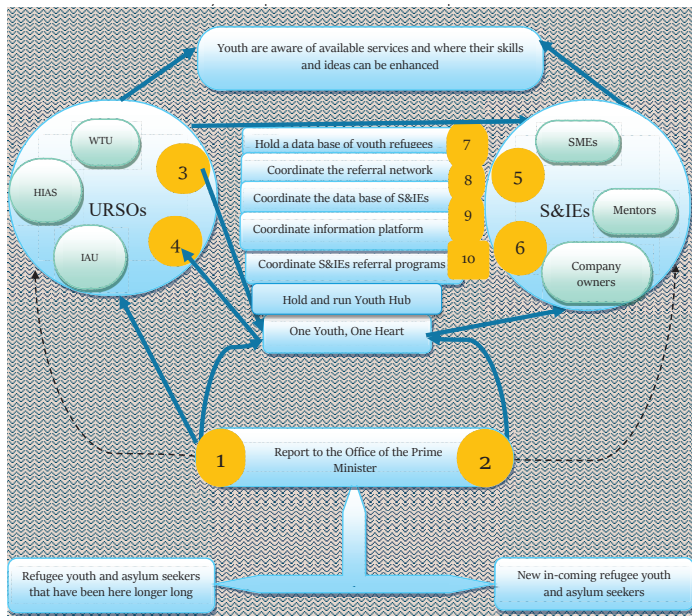 Youth are aware of available services and where their skills
and ideas can be enhanced
WTU
HIAS
URSOs
IAU
3
4
Hold a data base of youth refugees
7
Coordinate the referral network
8
Coordinate the data base of S&IEs
9
Coordinate information platform
Coordinate S&IEs referral programs
10
Hold and run Youth Hub
One Youth, One Heart
SMEs
5
S&IEs
Mentors
6
Company
owners
1
Report to the Office of the Prime
Minister
2
Refugee youth and asylum seekers
that have been here longer long
New in-coming refugee youth
and asylum seekers